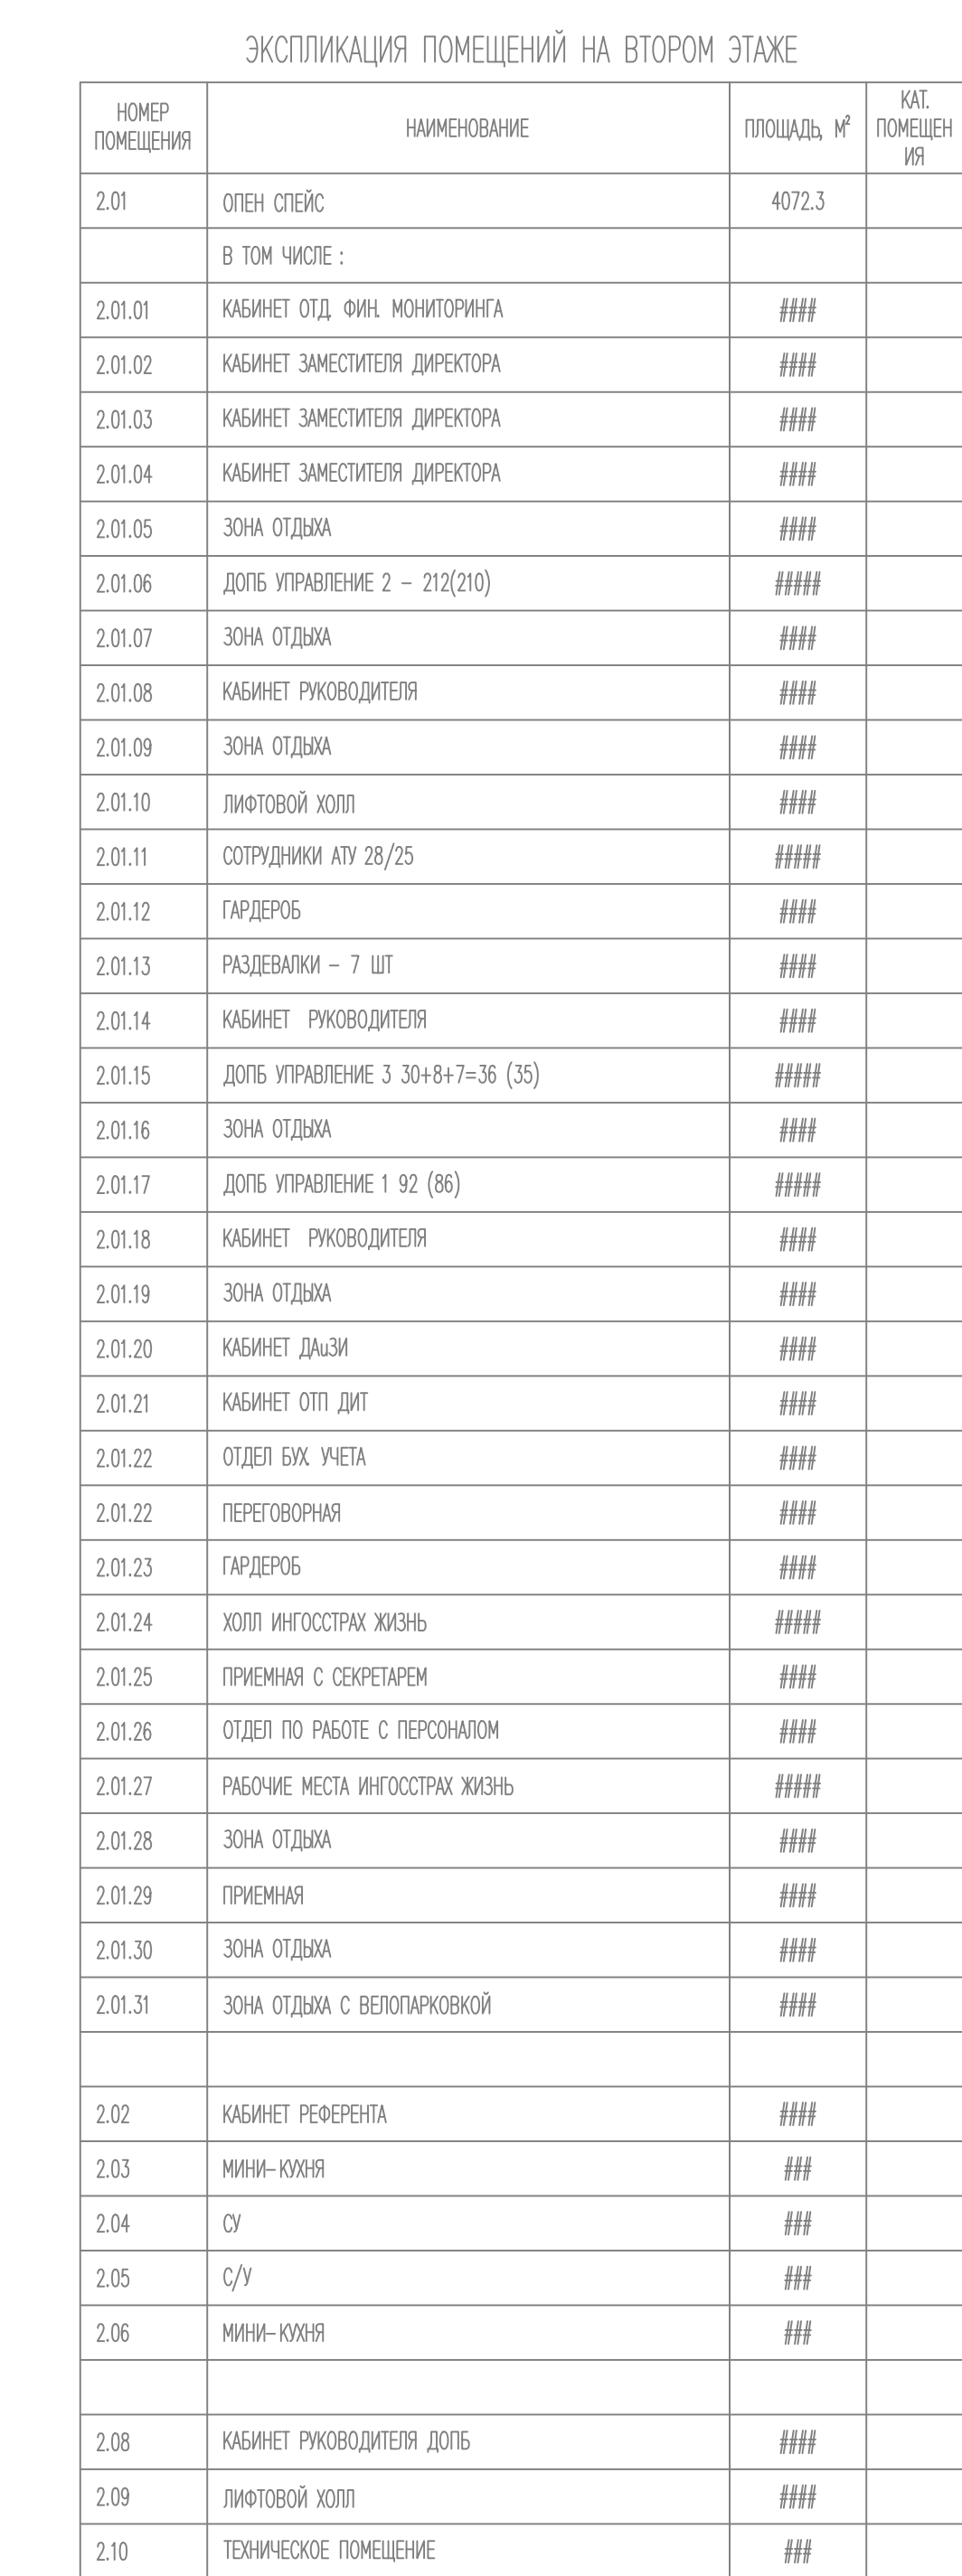 ЭКСПЛИКАЦИЯ ПОМЕЩЕНИЙ НА ВТОРОМ ЭТАЖЕ
НОМЕР ПОМЕЩЕНИЯ НАИМЕНОВАНИЕ ПЛОЩАДЬ, М² КАТ. ПОМЕЩЕН ИЯ
2.01 ОПЕН СПЕЙС 4072.3
В ТОМ ЧИСЛЕ :
2.01.01 КАБИНЕТ ОТД. ФИН. МОНИТОРИНГА ####
2.01.02 КАБИНЕТ ЗАМЕСТИТЕЛЯ ДИРЕКТОРА ####
2.01.03 КАБИНЕТ ЗАМЕСТИТЕЛЯ ДИРЕКТОРА ####
2.01.04 КАБИНЕТ ЗАМЕСТИТЕЛЯ ДИРЕКТОРА ####
2.01.05 ЗОНА ОТДЫХА ####
2.01.06 ДОПБ УПРАВЛЕНИЕ 2 - 212(210) #####
2.01.07 ЗОНА ОТДЫХА ####
2.01.08 КАБИНЕТ РУКОВОДИТЕЛЯ ####
2.01.09 ЗОНА ОТДЫХА ####
2.01.10 ЛИФТОВОЙ ХОЛЛ ####
2.01.11 СОТРУДНИКИ АТУ 28/25 #####
2.01.12 ГАРДЕРОБ ####
2.01.13 РАЗДЕВАЛКИ - 7 ШТ ####
2.01.14 КАБИНЕТ РУКОВОДИТЕЛЯ ####
2.01.15 ДОПБ УПРАВЛЕНИЕ 3 30+8+7=36 (35) #####
2.01.16 ЗОНА ОТДЫХА ####
2.01.17 ДОПБ УПРАВЛЕНИЕ 1 92 (86) #####
2.01.18 КАБИНЕТ РУКОВОДИТЕЛЯ ####
2.01.19 ЗОНА ОТДЫХА ####
2.01.20 КАБИНЕТ ДАиЗИ ####
2.01.21 КАБИНЕТ ОТП ДИТ ####
2.01.22 ОТДЕЛ БУХ. УЧЕТА ####
2.01.22 ПЕРЕГОВОРНАЯ ####
2.01.23 ГАРДЕРОБ ####
2.01.24 ХОЛЛ ИНГОССТРАХ ЖИЗНЬ #####
2.01.25 ПРИЕМНАЯ С СЕКРЕТАРЕМ ####
2.01.26 ОТДЕЛ ПО РАБОТЕ С ПЕРСОНАЛОМ ####
2.01.27 РАБОЧИЕ МЕСТА ИНГОССТРАХ ЖИЗНЬ #####
2.01.28 ЗОНА ОТДЫХА ####
2.01.29 ПРИЕМНАЯ ####
2.01.30 ЗОНА ОТДЫХА ####
2.01.31 ЗОНА ОТДЫХА С ВЕЛОПАРКОВКОЙ ####
2.02 КАБИНЕТ РЕФЕРЕНТА ####
2.03 МИНИ-КУХНЯ ###
2.04 СУ ###
2.05 С/У ###
2.06 МИНИ-КУХНЯ ###
2.08 КАБИНЕТ РУКОВОДИТЕЛЯ ДОПБ ####
2.09 ЛИФТОВОЙ ХОЛЛ ####
2.10 ТЕХНИЧЕСКОЕ ПОМЕЩЕНИЕ ###